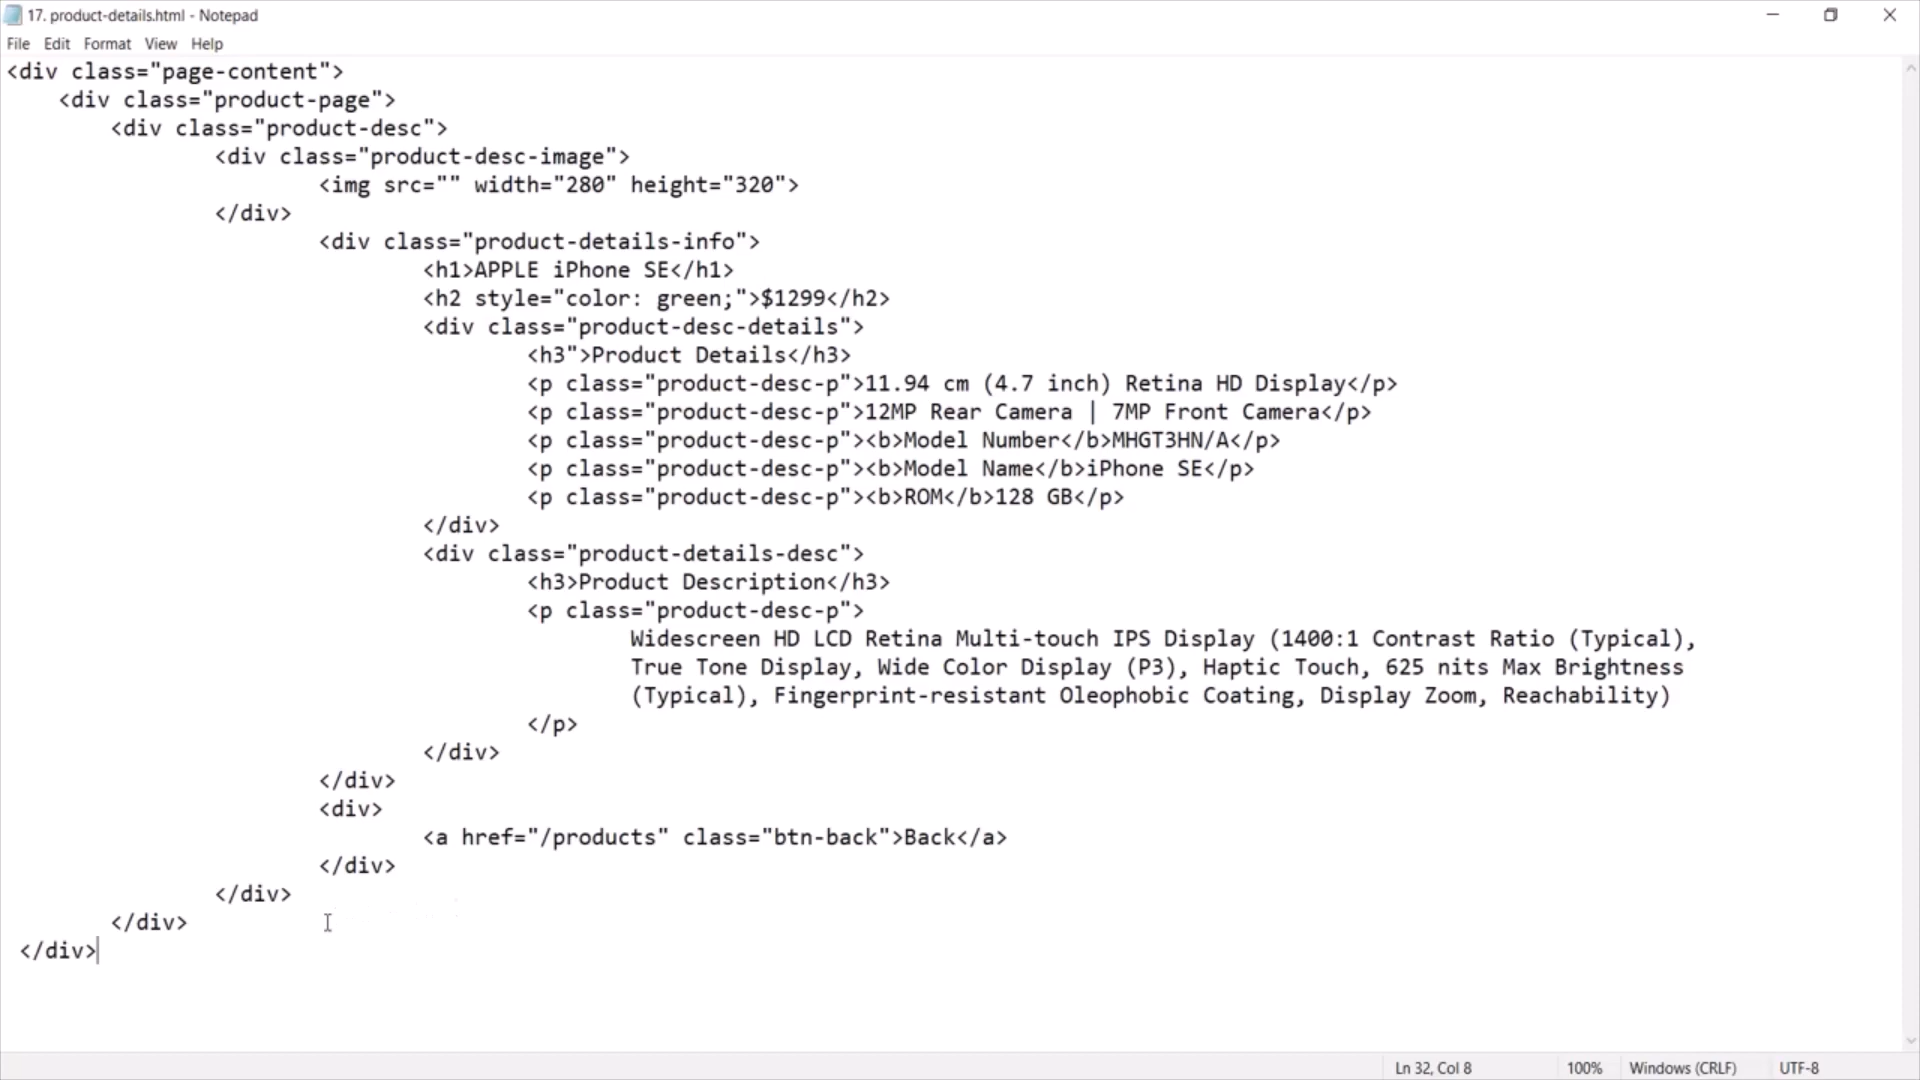 17. product-details.html - Notepad
File Edit Format View Help
<div class="page-content">
<div class="product-page">
<div class="product-desc">
<div class="product-desc-image">
<img src="" width="280" height="320">
</div>
<div class="product-details-info">
<h1>APPLE iPhone SE</h1>
<h2 style="color: green;">$1299</h2>
<div class="product-desc-details">
<h3">Product Details</h3>
<p class="product-desc-p">11.94 cm (4.7 inch) Retina HD Display</p>
<p class="product-desc-p">12MP Rear Camera | 7MP Front Camera</p>
<p class="product-desc-p"><b>Model Number</b>MHGT3HN/A</p>
<p class="product-desc-p"><b>Model Name</b>iPhone SE</p>
<p class="product-desc-p"><b>ROM</b>128 GB</p>
</div>
<div class="product-details-desc">
<h3>Product Description</h3>
<p class="product-desc-p">
Widescreen HD LCD Retina Multi-touch IPS Display (1400:1 Contrast Ratio (Typical),
True Tone Display, Wide Color Display (P3), Haptic Touch, 625 nits Max Brightness
(Typical), Fingerprint-resistant Oleophobic Coating, Display Zoom, Reachability)
</p>
</div>
</div>
<div>
<a href="/products" class="btn-back">Back</a>
</div>
</div>
</div>
</div>
Ln 32, Col 8 100% Windows (CRLF) UTF-8